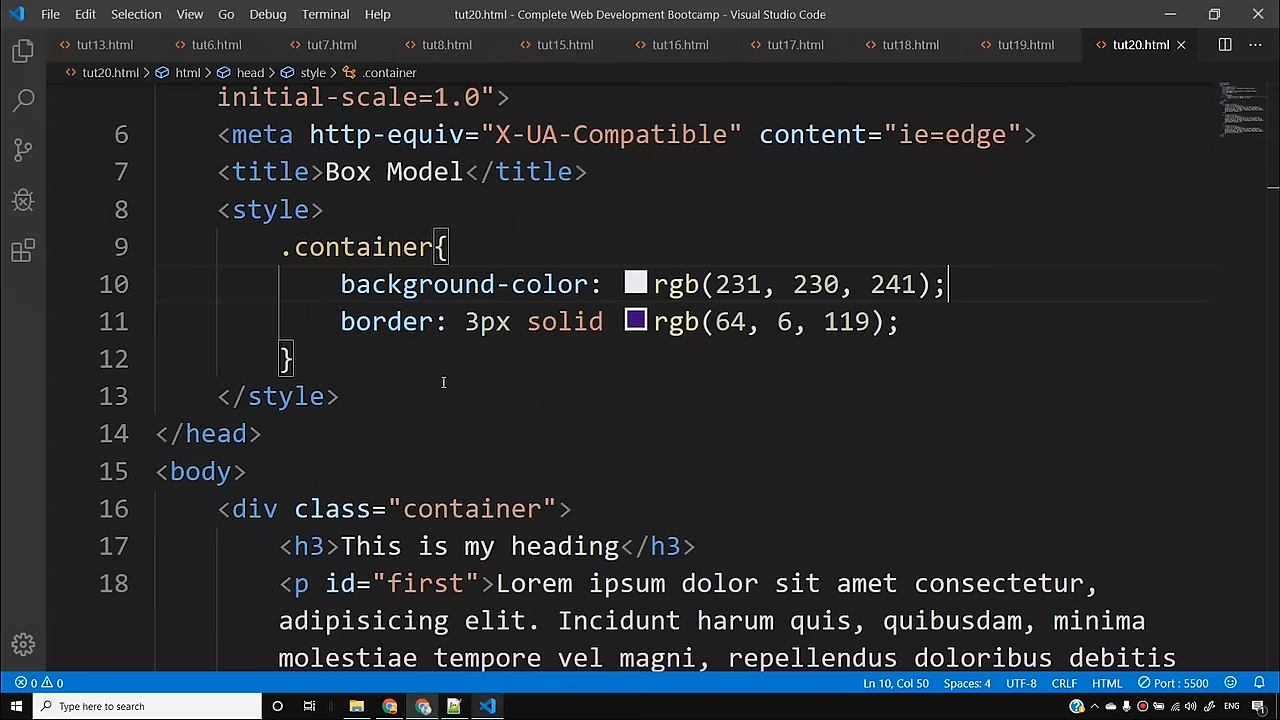 File Edit Selection View Go Debug Terminal Help tut20.html - Complete Web Development Bootcamp - Visual Studio Code
tut13.html tut6.html tut7.html tut8.html tut15.html tut16.html tut17.html tut18.html tut19.html tut20.html
tut20.html > html > head > style > .container
initial-scale=1.0">
6 <meta http-equiv="X-UA-Compatible" content="ie=edge">
7 <title>Box Model</title>
8 <style>
9 .container{
10 background-color: rgb(231, 230, 241);
11 border: 3px solid rgb(64, 6, 119);
12 }
13 </style>
14 </head>
15 <body>
16 <div class="container">
17 <h3>This is my heading</h3>
18 <p id="first">Lorem ipsum dolor sit amet consectetur,
adipisicing elit. Incidunt harum quis, quibusdam, minima
molestiae tempore vel magni, repellendus doloribus debitis
0 0 Ln 10, Col 50 Spaces: 4 UTF-8 CRLF HTML Port : 5500
Type here to search ENG